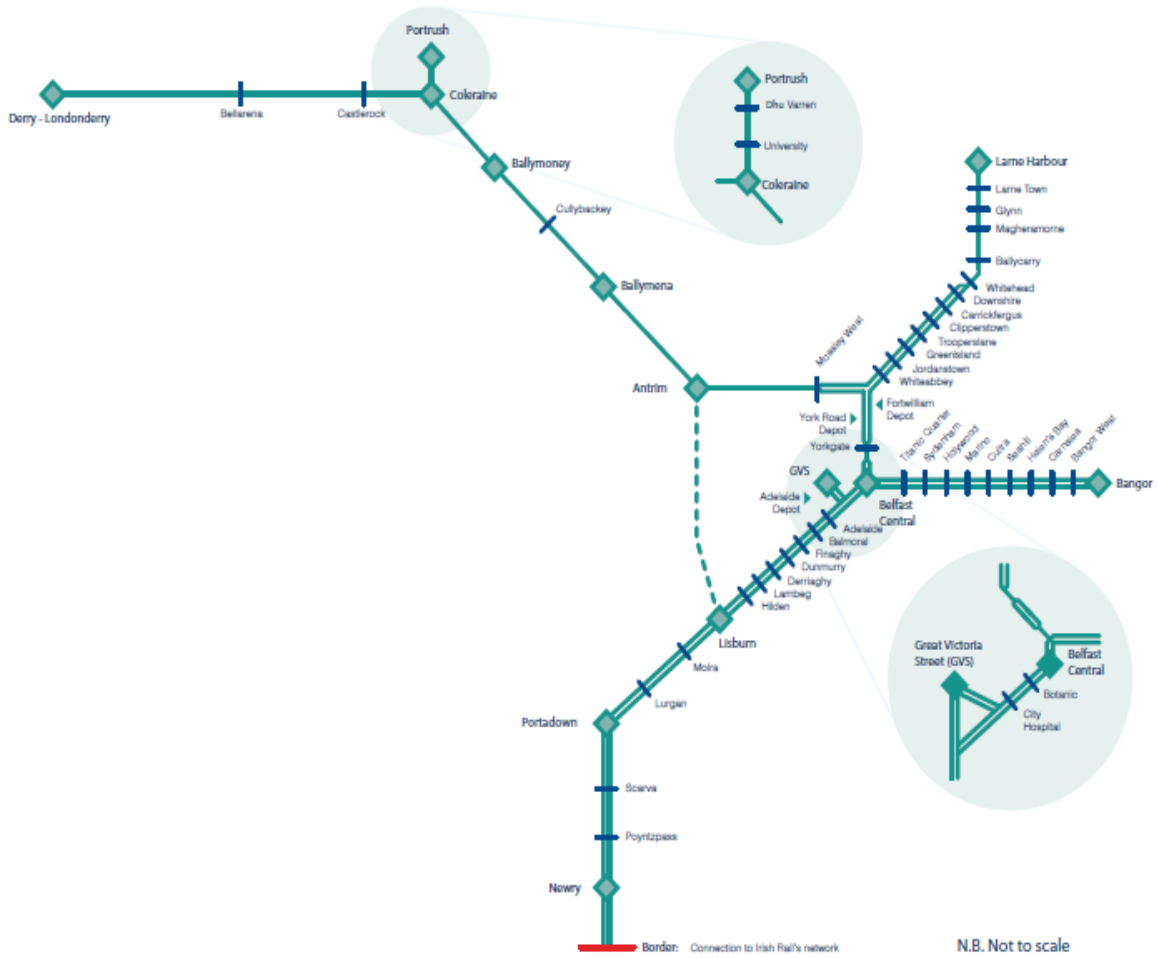 Portrush
Derry - Londonderry
Bellarena
Castlerock
Coleraine
Portrush
Dhu Varren
University
Coleraine
Ballymoney
Cullybackey
Ballymena
Antrim
Mossley West
Larne Harbour
Larne Town
Glynn
Magheramorne
Ballycarry
Whitehead
Downshire
Carrickfergus
Clipperstown
Trooperslane
Greenisland
Jordanstown
Whiteabbey
York Road
Depot
Fortwilliam
Depot
Yorkgate
GVS
Adelaide
Depot
Belfast
Central
Titanic Quarter
Sydenham
Holywood
Marino
Cultra
Seahill
Helen's Bay
Carnalea
Bangor West
Bangor
Adelaide
Balmoral
Finaghy
Dunmurry
Derriaghy
Lambeg
Hilden
Lisburn
Moira
Lurgan
Portadown
Scarva
Poyntzpass
Newry
Border: Connection to Irish Rail's network
Great Victoria
Street (GVS)
Belfast
Central
Botanic
City
Hospital
N.B. Not to scale